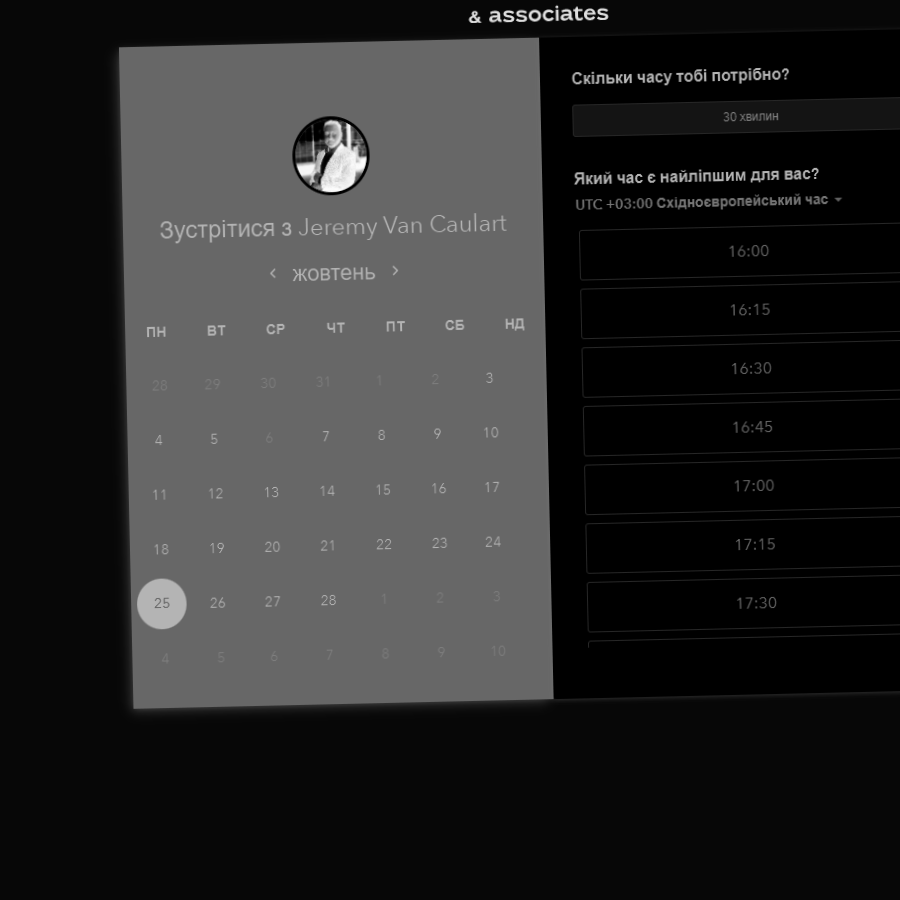 & associates
Зустрітися з Jeremy Van Caulart
‹ жовтень ›
ПН ВТ СР ЧТ ПТ СБ НД
28 29 30 31 1 2 3
4 5 6 7 8 9 10
11 12 13 14 15 16 17
18 19 20 21 22 23 24
25 26 27 28 1 2 3
4 5 6 7 8 9 10
Скільки часу тобі потрібно?
30 хвилин
Який час є найліпшим для вас?
UTC +03:00 Східноєвропейський час
16:00
16:15
16:30
16:45
17:00
17:15
17:30